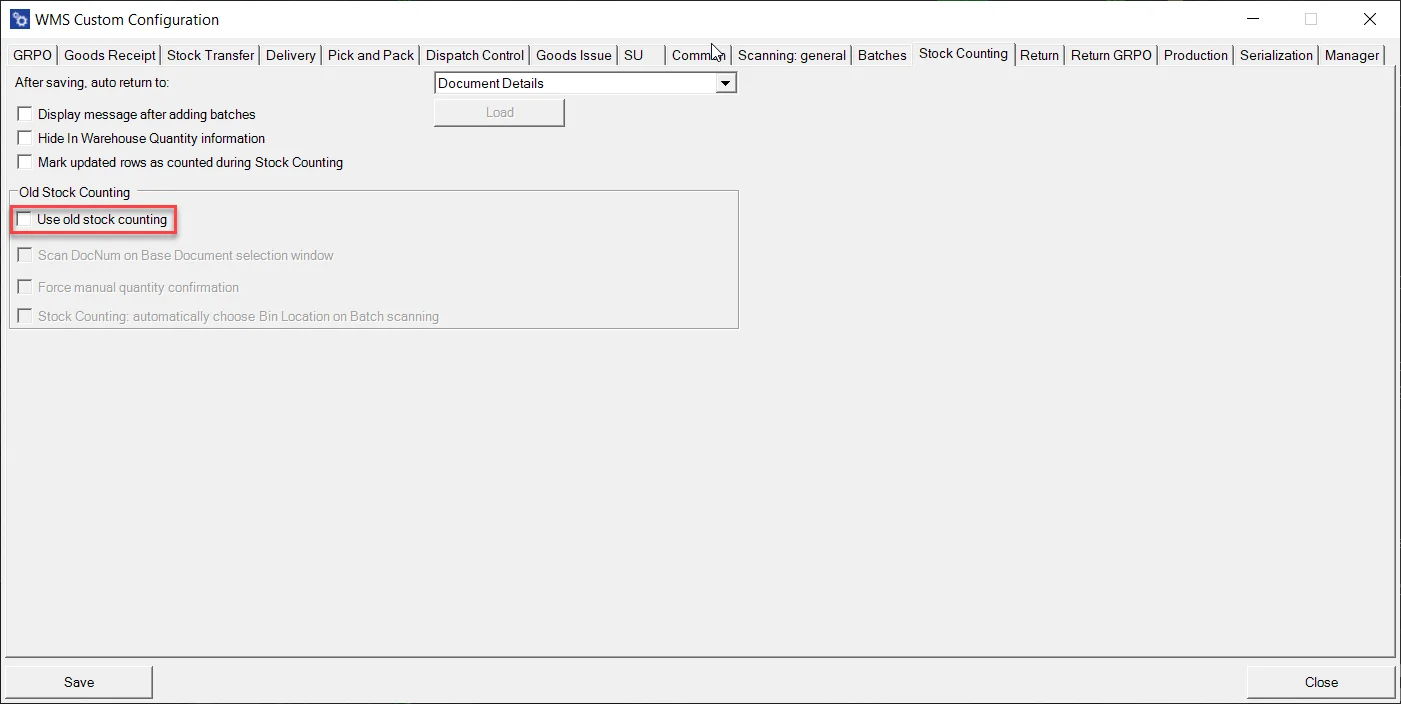 WMS Custom Configuration
GRPO Goods Receipt Stock Transfer Delivery Pick and Pack Dispatch Control Goods Issue SU Common Scanning: general Batches Stock Counting Return Return GRPO Production Serialization Manager
After saving, auto return to: Document Details
Display message after adding batches Load
Hide In Warehouse Quantity information
Mark updated rows as counted during Stock Counting
Old Stock Counting
Use old stock counting
Scan DocNum on Base Document selection window
Force manual quantity confirmation
Stock Counting: automatically choose Bin Location on Batch scanning
Save Close